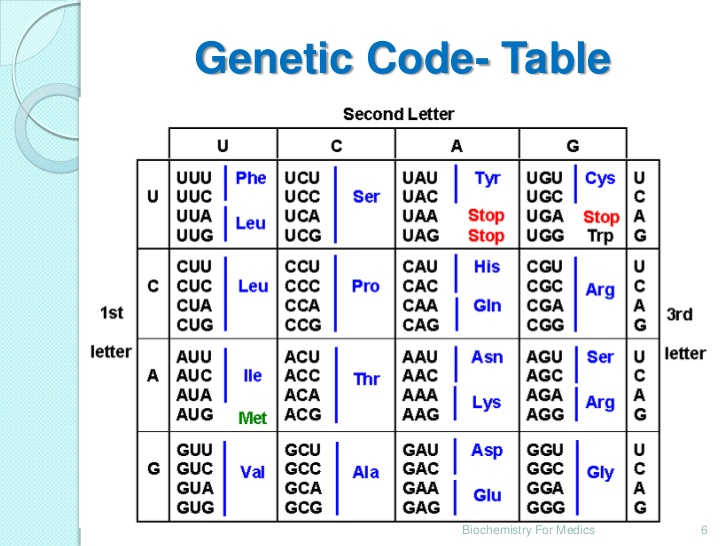 Genetic Code- Table
Second Letter
U C A G
UUU Phe UCU UAU Tyr UGU Cys U
U UUC UCC Ser UAC UGC C
UUA Leu UCA UAA Stop UGA Stop A
UUG UCG UAG Stop UGG Trp G
CUU CCU CAU His CGU U
C CUC Leu CCC Pro CAC CGC Arg C
1st CUA CCA CAA Gln CGA A 3rd
CUG CCG CAG CGG G
letter AUU ACU AAU Asn AGU Ser U letter
A AUC Ile ACC Thr AAC AGC C
AUA ACA AAA Lys AGA Arg A
AUG Met ACG AAG AGG G
GUU GCU GAU Asp GGU U
G GUC Val GCC Ala GAC GGC Gly C
GUA GCA GAA Glu GGA A
GUG GCG GAG GGG G
Biochemistry For Medics 6